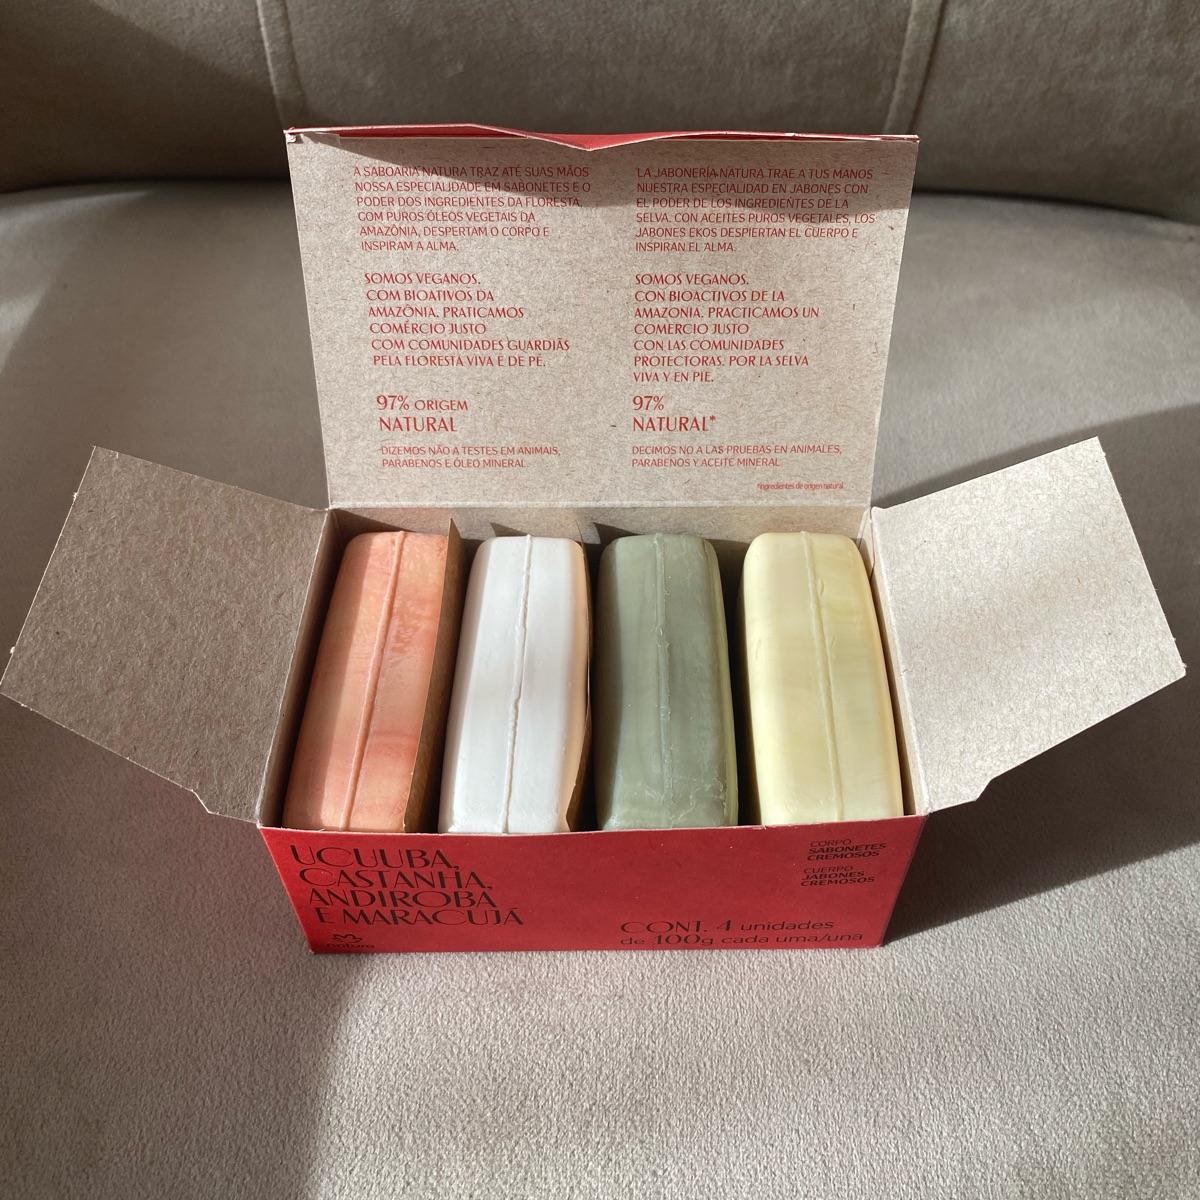 A SABOARIA NATURA TRAZ ATÉ SUAS MÃOS
NOSSA ESPECIALIDADE EM SABONETES E O
PODER DOS INGREDIENTES DA FLORESTA.
COM PUROS ÓLEOS VEGETAIS DA
AMAZÔNIA, DESPERTAM O CORPO E
INSPIRAM A ALMA.
SOMOS VEGANOS.
COM BIOATIVOS DA
AMAZÔNIA. PRATICAMOS
COMÉRCIO JUSTO
COM COMUNIDADES GUARDIÃS
PELA FLORESTA VIVA E DE PÉ.
97% ORIGEM
NATURAL
DIZEMOS NÃO A TESTES EM ANIMAIS,
PARABENOS E ÓLEO MINERAL.
LA JABONERÍA NATURA TRAE A TUS MANOS
NUESTRA ESPECIALIDAD EN JABONES CON
EL PODER DE LOS INGREDIENTES DE LA
SELVA. CON ACEITES PUROS VEGETALES, LOS
JABONES EKOS DESPIERTAN EL CUERPO E
INSPIRAN EL ALMA.
SOMOS VEGANOS.
CON BIOACTIVOS DE LA
AMAZONIA. PRACTICAMOS UN
COMERCIO JUSTO
CON LAS COMUNIDADES
PROTECTORAS. POR LA SELVA
VIVA Y EN PIE.
97%
NATURAL*
DECIMOS NO A LAS PRUEBAS EN ANIMALES,
PARABENOS Y ACEITE MINERAL.
*ingredientes de origen natural
UCUUBA,
CASTANHA,
ANDIROBA
E MARACUJÁ
natura
CORPO
SABONETES
CREMOSOS
CUERPO
JABONES
CREMOSOS
CONT. 4 unidades
de 100g cada uma/una